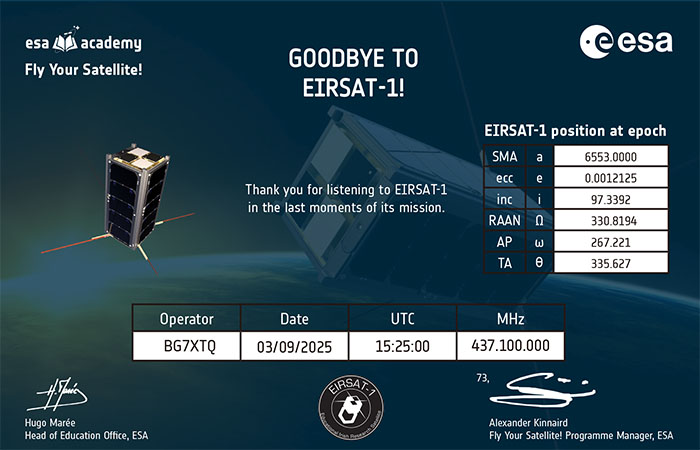 esa academy
Fly Your Satellite!
GOODBYE TO
EIRSAT-1!
esa
Thank you for listening to EIRSAT-1
in the last moments of its mission.
EIRSAT-1 position at epoch
SMA a 6553.0000
ecc e 0.0012125
inc i 97.3392
RAAN Ω 330.8194
AP ω 267.221
TA θ 335.627
Operator Date UTC MHz
BG7XTQ 03/09/2025 15:25:00 437.100.000
Hugo Marée
Head of Education Office, ESA
EIRSAT-1
Educational Irish Research Satellite
73,
Alexander Kinnaird
Fly Your Satellite! Programme Manager, ESA